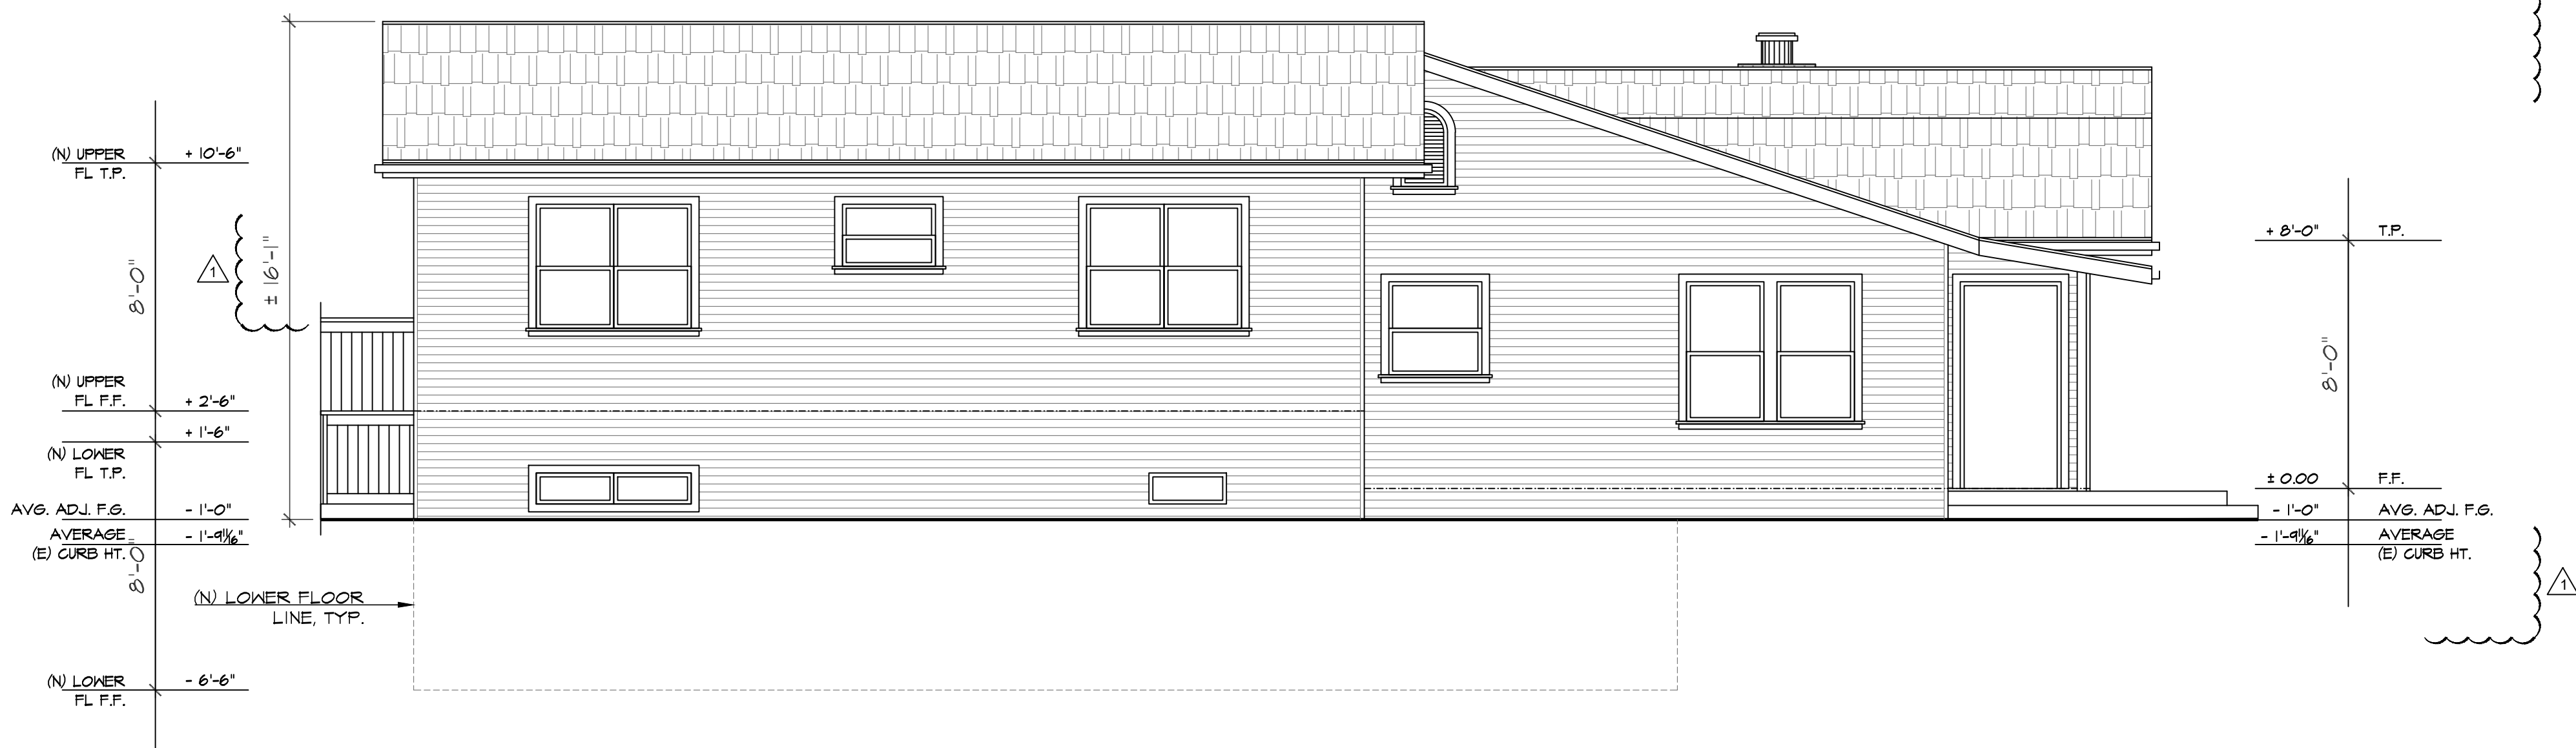 (N) UPPER
FL T.P.
+ 10'-6"
8'-0"
1
± 16'-1"
(N) UPPER
FL F.F.
+ 2'-6"
+ 1'-6"
(N) LOWER
FL T.P.
AVG. ADJ. F.G.
- 1'-0"
AVERAGE
(E) CURB HT.
- 1'-9 11/16"
8'-0"
(N) LOWER FLOOR
LINE, TYP.
(N) LOWER
FL F.F.
- 6'-6"
+ 8'-0"
T.P.
8'-0"
± 0.00
F.F.
- 1'-0"
AVG. ADJ. F.G.
- 1'-9 11/16"
AVERAGE
(E) CURB HT.
1